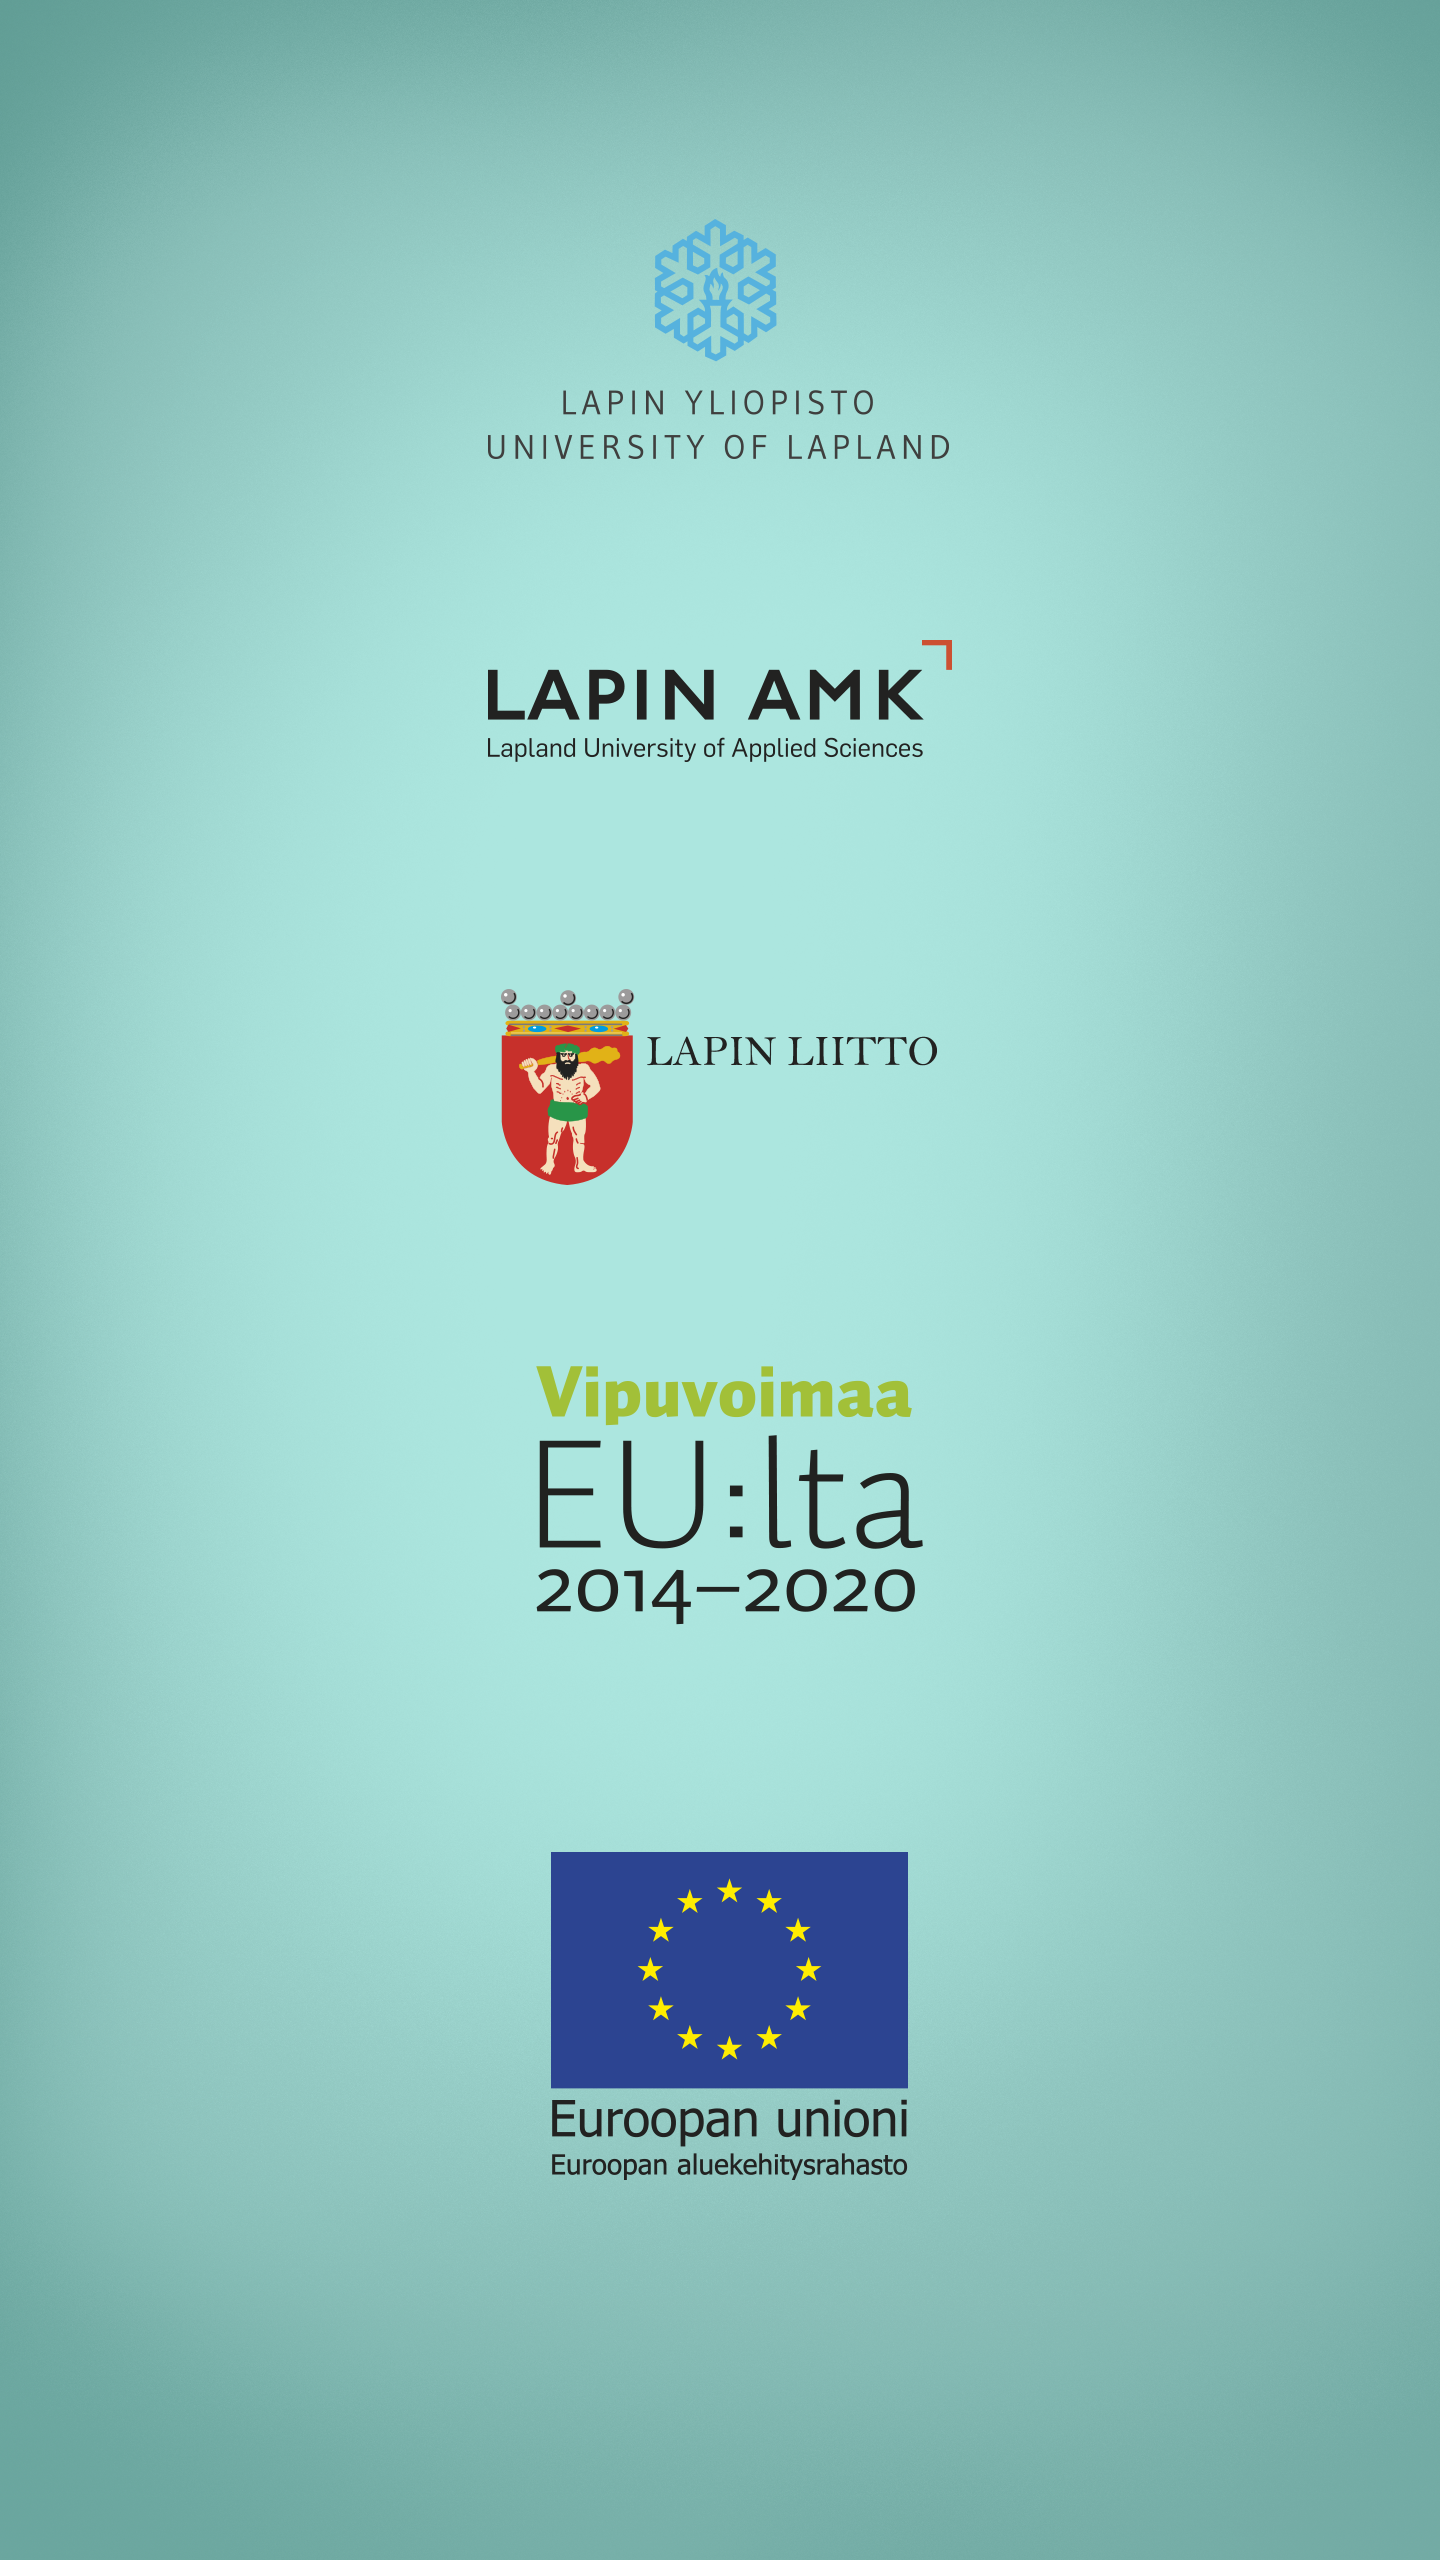 LAPIN YLIOPISTO
UNIVERSITY OF LAPLAND
LAPIN AMK
Lapland University of Applied Sciences
LAPIN LIITTO
Vipuvoimaa
EU:lta
2014–2020
Euroopan unioni
Euroopan aluekehitysrahasto